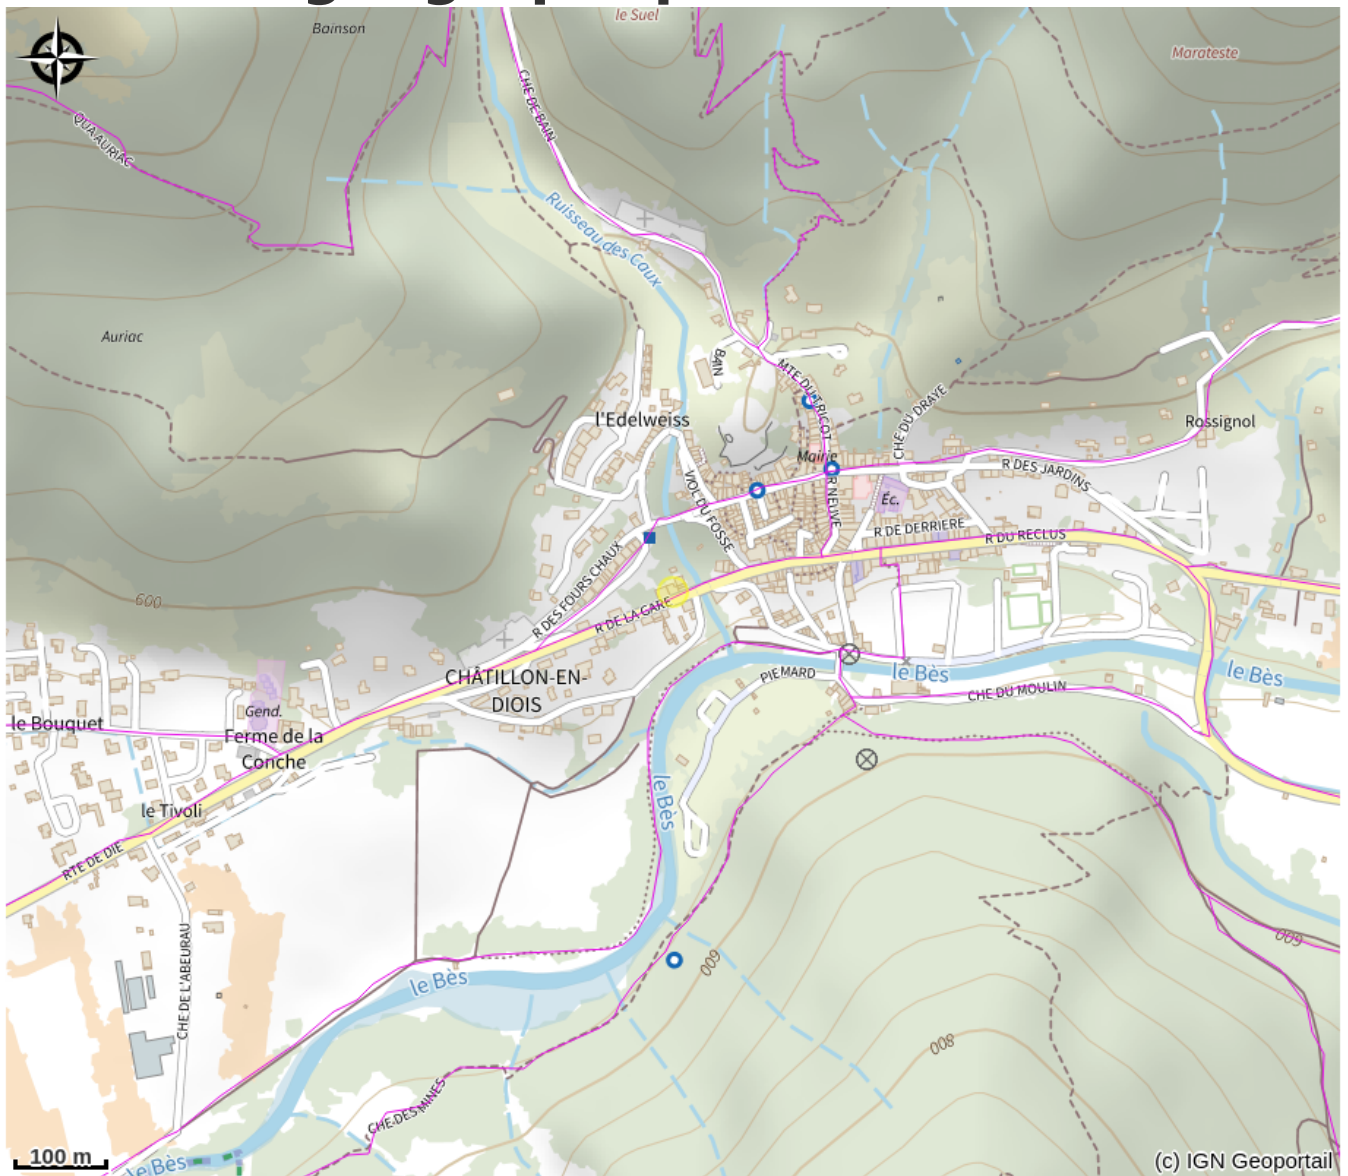 le Suel
Bainson
Marateste
CHE DE BAIN
QUA AURIAC
Ruisseau des Caux
Auriac
BAIN
MTE DU TRICOT
CHE DU DRAYE
l'Edelweiss
Rossignol
Mairie
R DES JARDINS
VIOL DU FOSSE
R NEUVE
Éc.
R DE DERRIERE
R DU RECLUS
R DES FOURS CHAUX
600
R DE LA GARE
le Bès
le Bès
PIEMARD
CHÂTILLON-EN-
DIOIS
CHE DU MOULIN
Gend.
le Bouquet
Ferme de la
Conche
le Bès
le Tivoli
RTE DE DIE
CHE DE L'ABEURAU
600
600
le Bès
800
CHE DES MINES
100 m
le Bès
(c) IGN Geoportail